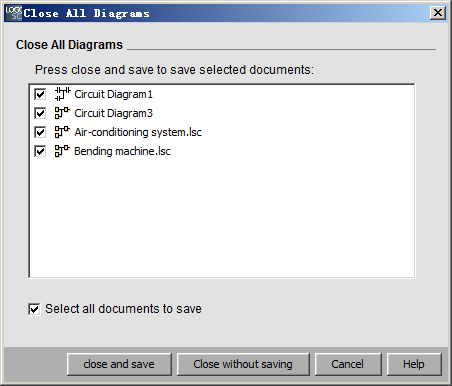 LOGO!
SC
Close All Diagrams
Close All Diagrams
Press close and save to save selected documents:
Circuit Diagram1
Circuit Diagram3
Air-conditioning system.lsc
Bending machine.lsc
Select all documents to save
close and save
Close without saving
Cancel
Help